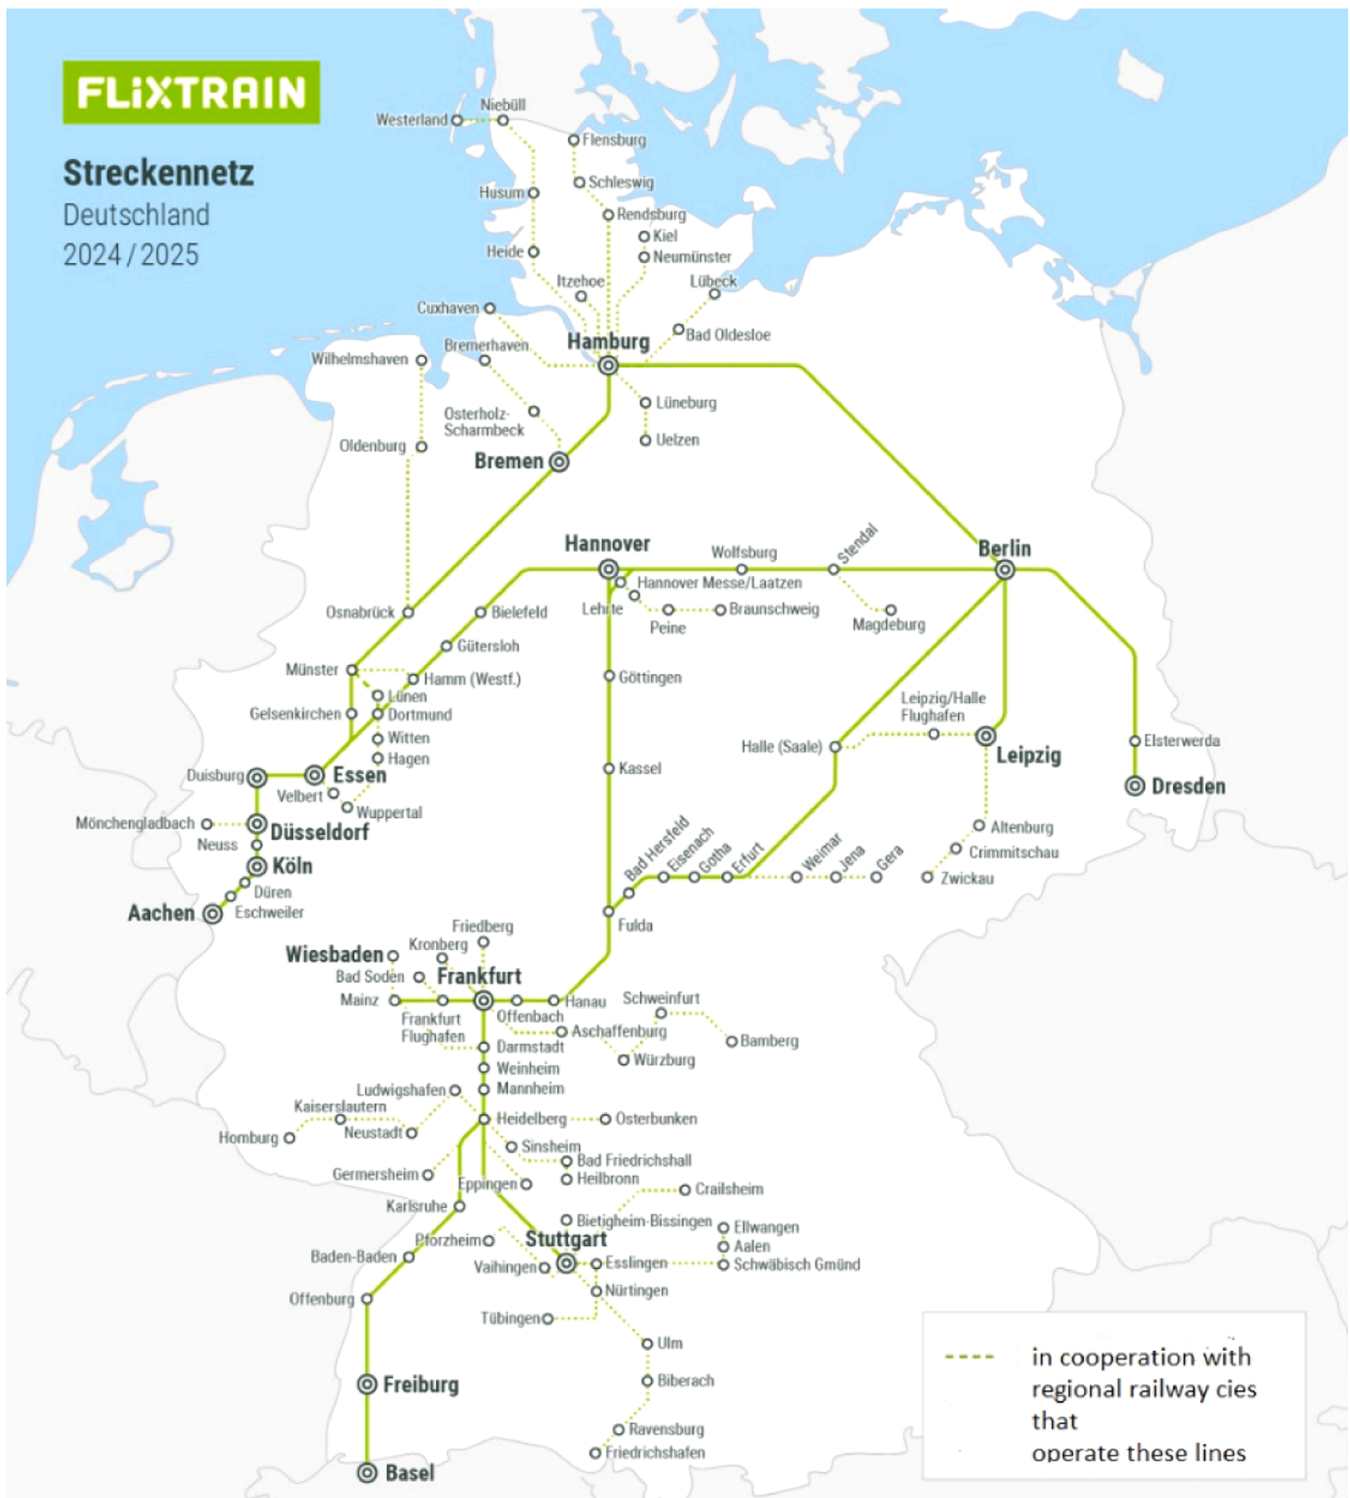 FLiXTRAIN
Streckennetz
Deutschland
2024 / 2025
Westerland
Niebüll
Flensburg
Schleswig
Husum
Rendsburg
Kiel
Neumünster
Heide
Itzehoe
Lübeck
Cuxhaven
Bad Oldesloe
Hamburg
Bremerhaven
Wilhelmshaven
Lüneburg
Osterholz-
Scharmbeck
Uelzen
Oldenburg
Bremen
Hannover
Wolfsburg
Stendal
Berlin
Hannover Messe/Laatzen
Lehrte
Peine
Braunschweig
Magdeburg
Osnabrück
Bielefeld
Gütersloh
Münster
Hamm (Westf.)
Göttingen
Lünen
Gelsenkirchen
Dortmund
Leipzig/Halle
Flughafen
Witten
Halle (Saale)
Leipzig
Elsterwerda
Hagen
Kassel
Duisburg
Essen
Dresden
Velbert
Wuppertal
Mönchengladbach
Düsseldorf
Altenburg
Neuss
Crimmitschau
Köln
Bad Hersfeld
Eisenach
Gotha
Erfurt
Weimar
Jena
Gera
Zwickau
Düren
Aachen
Eschweiler
Fulda
Friedberg
Kronberg
Wiesbaden
Bad Soden
Frankfurt
Mainz
Hanau
Schweinfurt
Frankfurt
Flughafen
Offenbach
Aschaffenburg
Bamberg
Darmstadt
Würzburg
Weinheim
Ludwigshafen
Mannheim
Kaiserslautern
Heidelberg
Osterbunken
Homburg
Neustadt
Sinsheim
Bad Friedrichshall
Germersheim
Heilbronn
Eppingen
Crailsheim
Karlsruhe
Bietigheim-Bissingen
Ellwangen
Pforzheim
Stuttgart
Aalen
Baden-Baden
Vaihingen
Esslingen
Schwäbisch Gmünd
Offenburg
Nürtingen
Tübingen
Ulm
Freiburg
Biberach
Ravensburg
Friedrichshafen
Basel
in cooperation with
regional railway cies
that
operate these lines